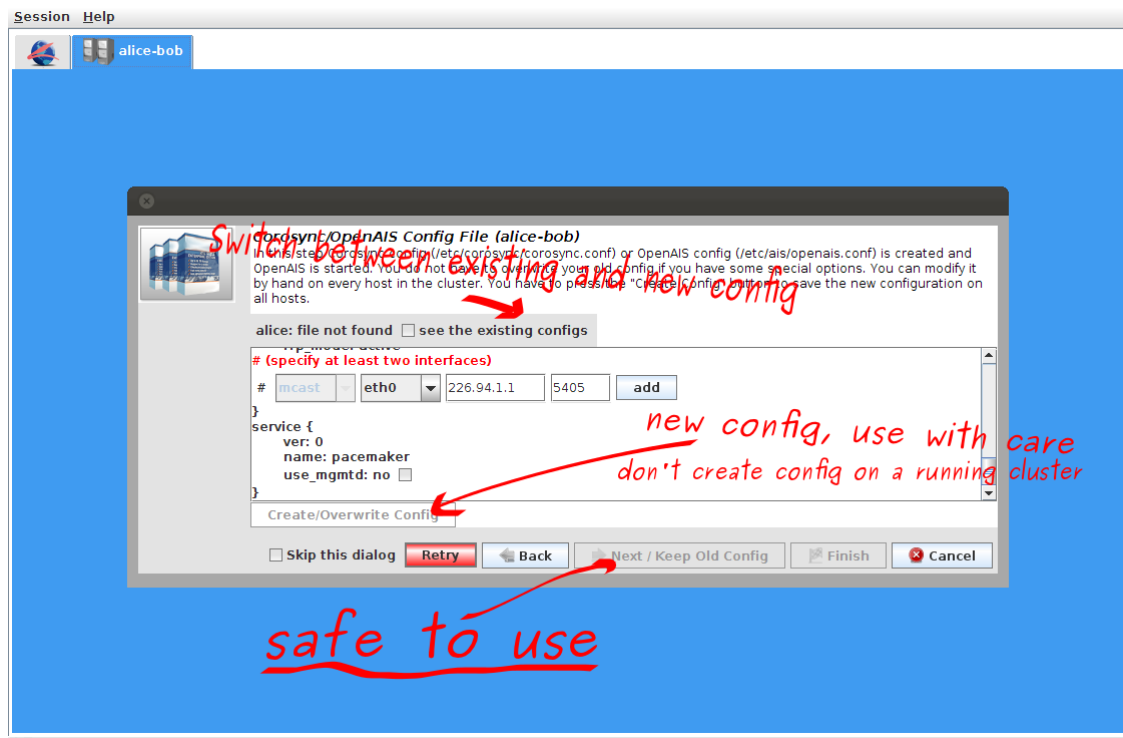 Session Help
alice-bob
Corosync/OpenAIS Config File (alice-bob)
In this step Corosync config (/etc/corosync/corosync.conf) or OpenAIS config (/etc/ais/openais.conf) is created and
OpenAIS is started. You do not have to overwrite your old config if you have some special options. You can modify it
by hand on every host in the cluster. You have to press the "Create Config" button to save the new configuration on
all hosts.
Switch between existing and new config
alice: file not found see the existing configs
rrp_mode: active
# (specify at least two interfaces)
# mcast eth0 226.94.1.1 5405 add
}
service {
ver: 0
name: pacemaker
use_mgmtd: no
}
new config, use with care
don't create config on a running cluster
Create/Overwrite Config
Skip this dialog Retry Back Next / Keep Old Config Finish Cancel
safe to use